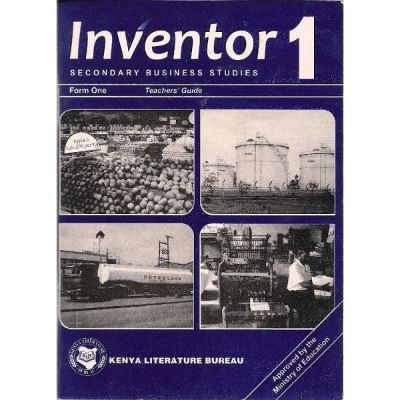 Inventor 1
SECONDARY BUSINESS STUDIES
Form One Teachers' Guide
PETROLEUM
KENYA LITERATURE BUREAU
Approved by the
Ministry of Education